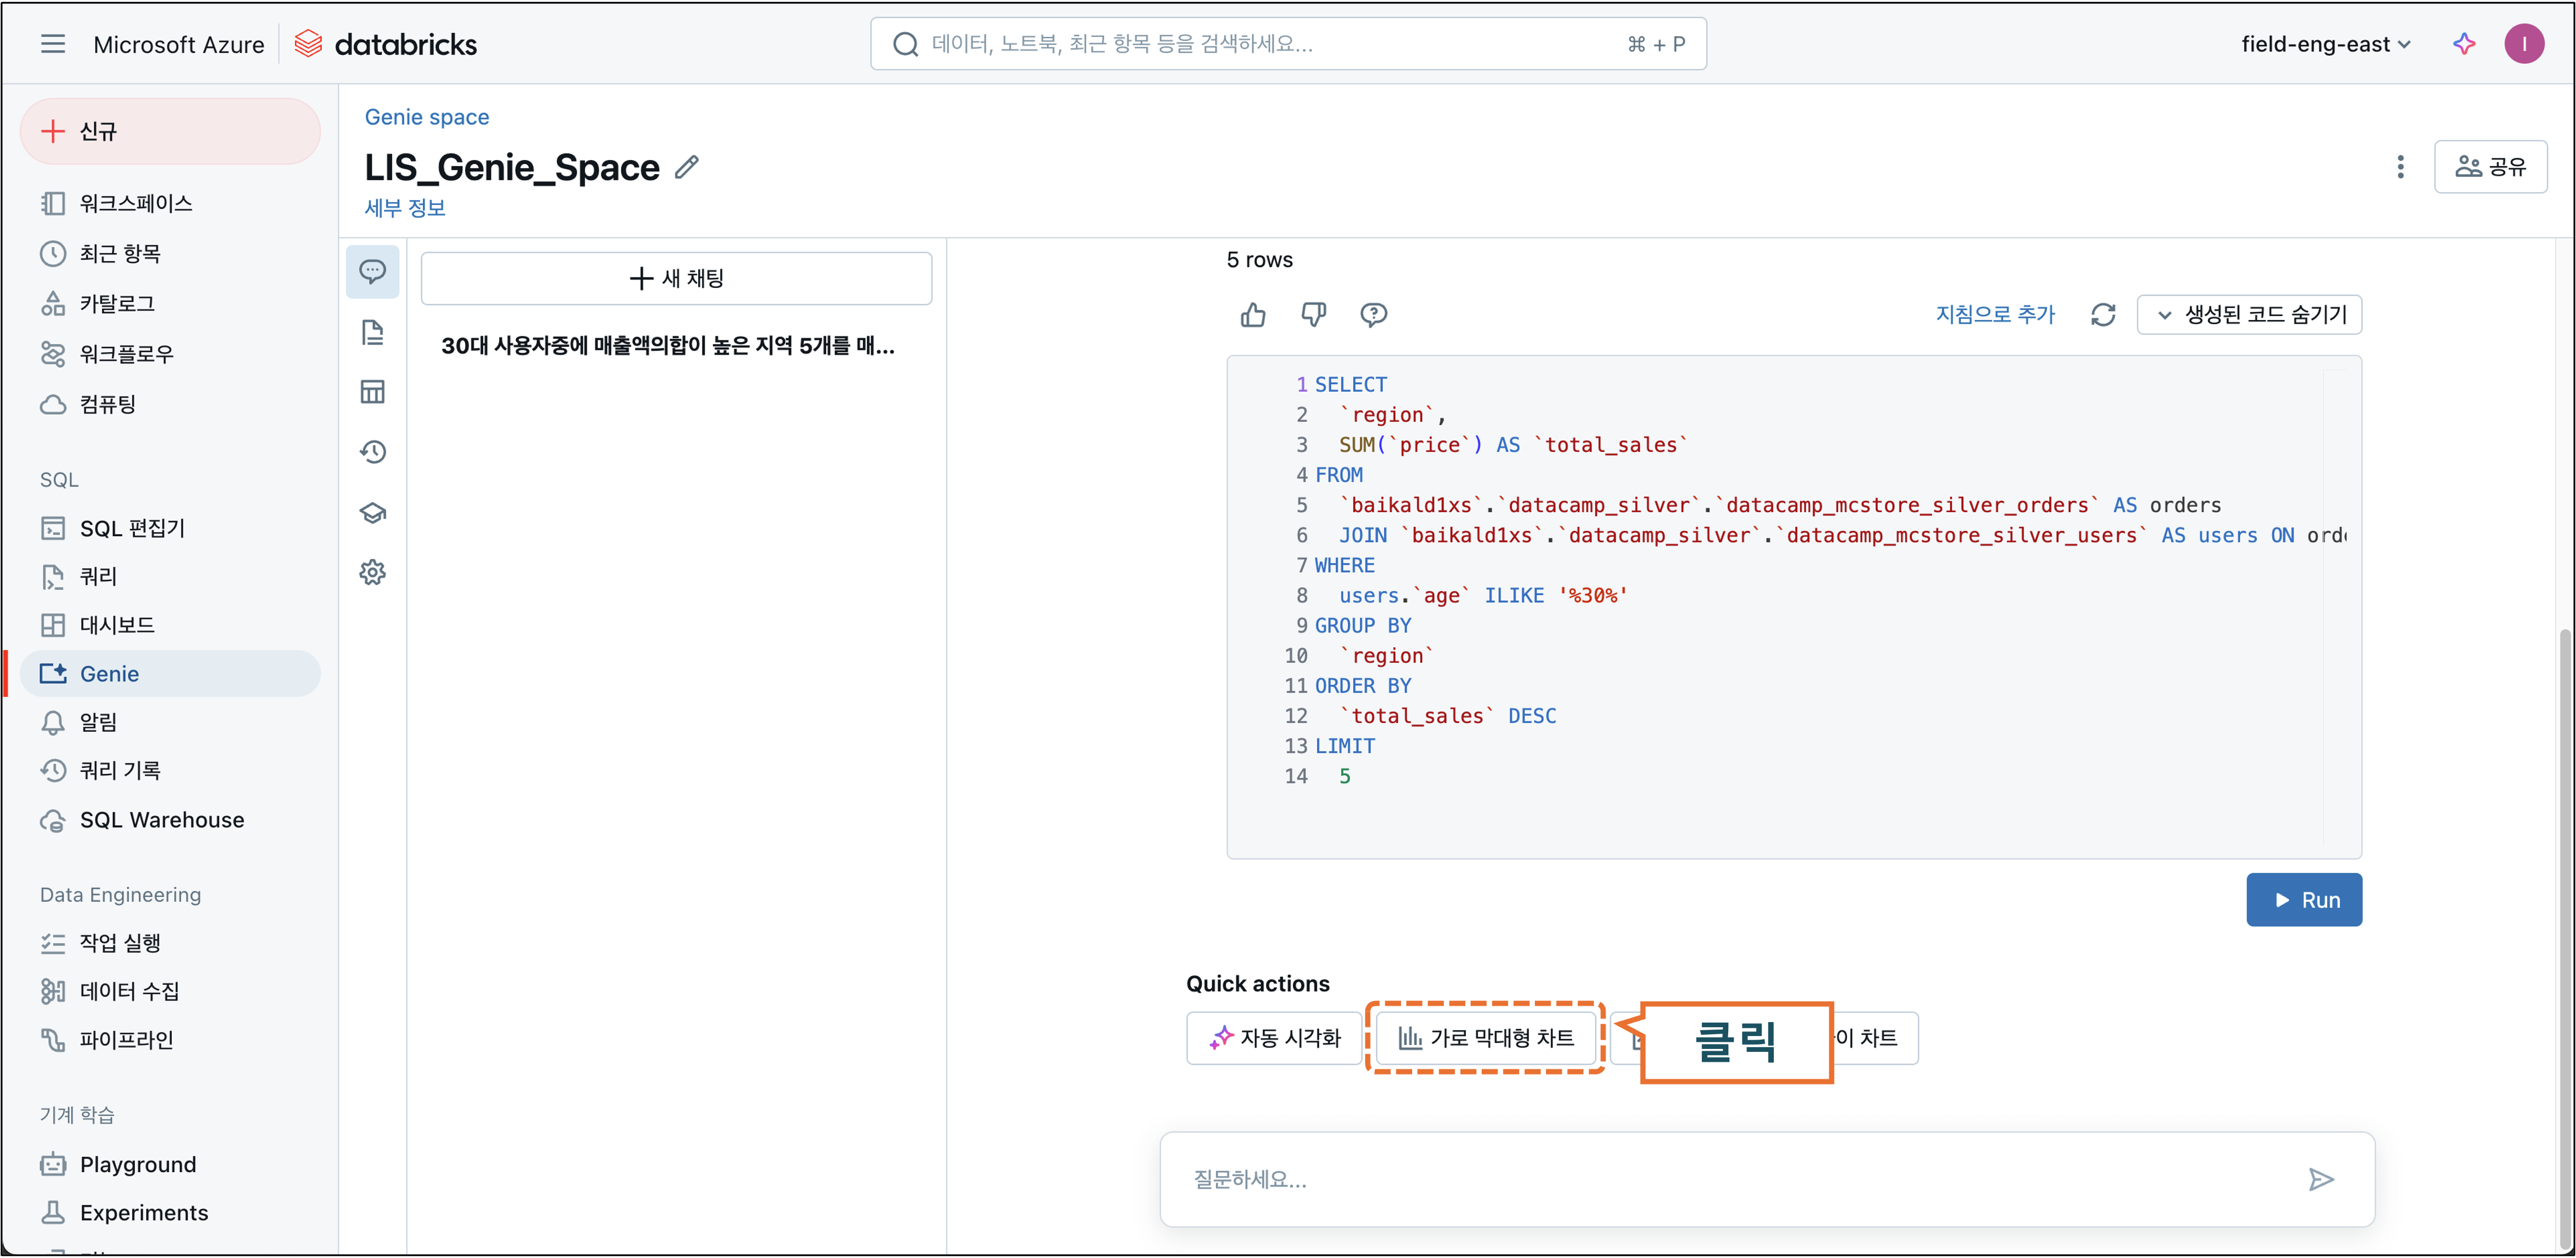 Microsoft Azure databricks
데이터, 노트북, 최근 항목 등을 검색하세요...
⌘ + P
field-eng-east
I
신규
워크스페이스
최근 항목
카탈로그
워크플로우
컴퓨팅
SQL
SQL 편집기
쿼리
대시보드
Genie
알림
쿼리 기록
SQL Warehouse
Data Engineering
작업 실행
데이터 수집
파이프라인
기계 학습
Playground
Experiments
Genie space
LIS_Genie_Space
세부 정보
공유
새 채팅
30대 사용자중에 매출액의합이 높은 지역 5개를 매...
5 rows
지침으로 추가
생성된 코드 숨기기
1 SELECT
2 `region`,
3 SUM(`price`) AS `total_sales`
4 FROM
5 `baikald1xs`.`datacamp_silver`.`datacamp_mcstore_silver_orders` AS orders
6 JOIN `baikald1xs`.`datacamp_silver`.`datacamp_mcstore_silver_users` AS users ON
7 WHERE
8 users.`age` ILIKE '%30%'
9 GROUP BY
10 `region`
11 ORDER BY
12 `total_sales` DESC
13 LIMIT
14 5
Run
Quick actions
자동 시각화
가로 막대형 차트
클릭
이 차트
질문하세요...